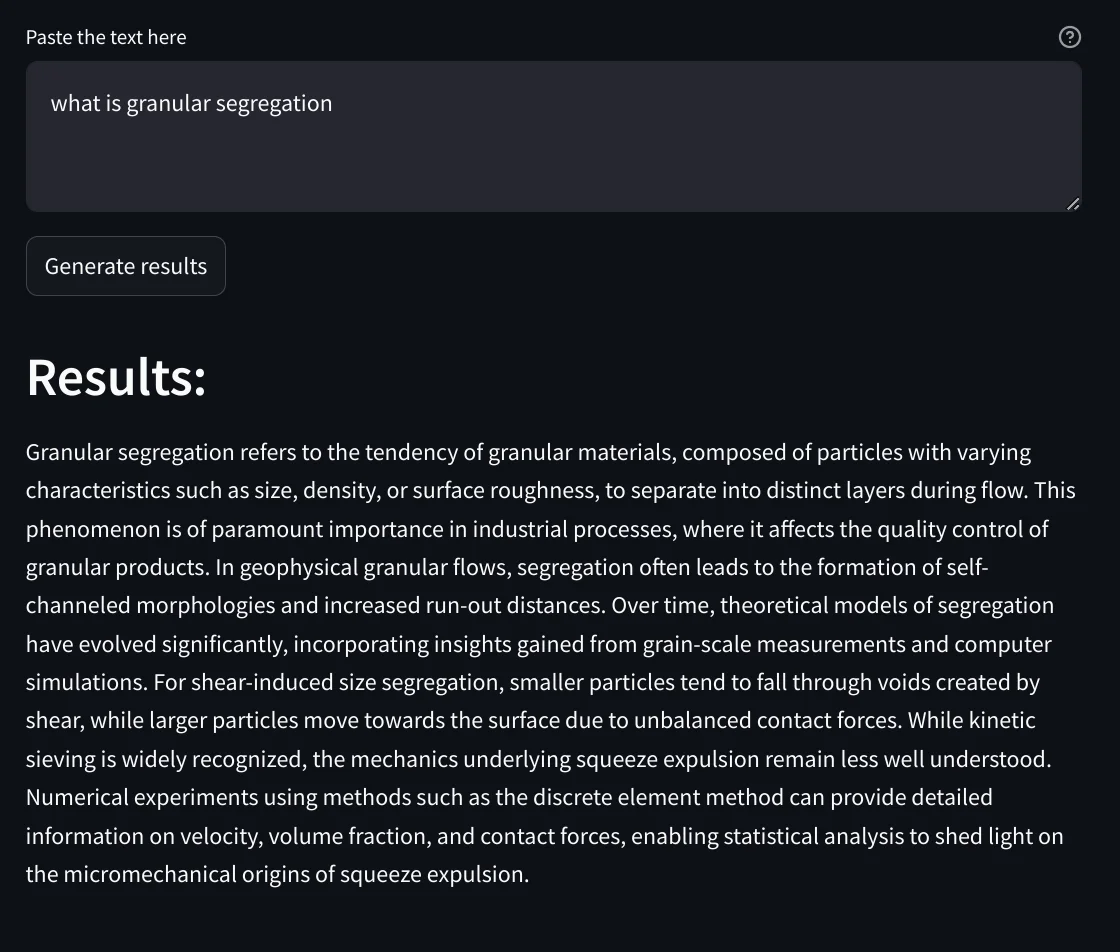 Paste the text here
what is granular segregation
Generate results
Results:
Granular segregation refers to the tendency of granular materials, composed of particles with varying
characteristics such as size, density, or surface roughness, to separate into distinct layers during flow. This
phenomenon is of paramount importance in industrial processes, where it affects the quality control of
granular products. In geophysical granular flows, segregation often leads to the formation of self-
channeled morphologies and increased run-out distances. Over time, theoretical models of segregation
have evolved significantly, incorporating insights gained from grain-scale measurements and computer
simulations. For shear-induced size segregation, smaller particles tend to fall through voids created by
shear, while larger particles move towards the surface due to unbalanced contact forces. While kinetic
sieving is widely recognized, the mechanics underlying squeeze expulsion remain less well understood.
Numerical experiments using methods such as the discrete element method can provide detailed
information on velocity, volume fraction, and contact forces, enabling statistical analysis to shed light on
the micromechanical origins of squeeze expulsion.